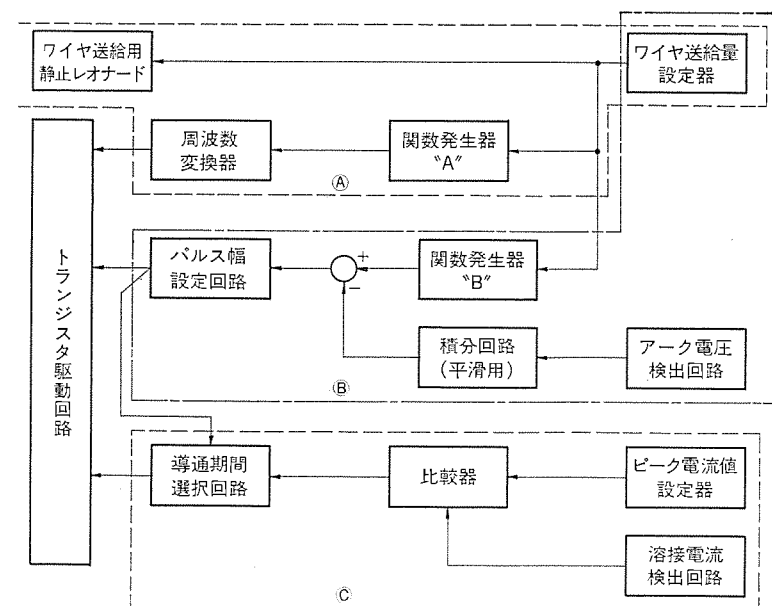 ワイヤ送給用
静止レオナード
ワイヤ送給量
設定器
周波数
変換器
関数発生器
〝A〞
Ⓐ
トランジスタ駆動回路
パルス幅
設定回路
+
−
関数発生器
〝B〞
積分回路
(平滑用)
アーク電圧
検出回路
Ⓑ
導通期間
選択回路
比較器
ピーク電流値
設定器
溶接電流
検出回路
Ⓒ